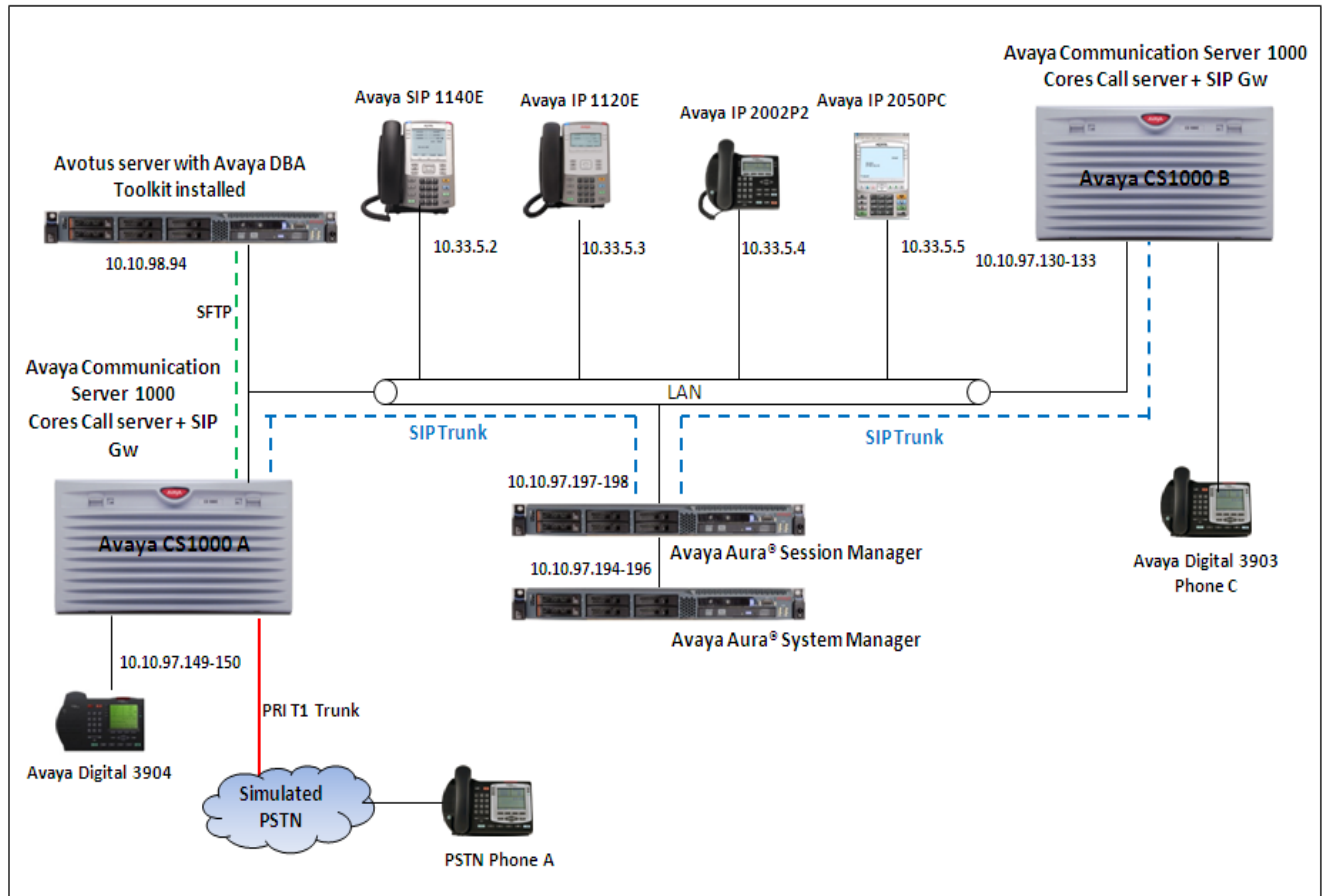 Avaya Communication Server 1000
Cores Call server + SIP Gw
Avaya SIP 1140E
Avaya IP 1120E
Avaya IP 2002P2
Avaya IP 2050PC
Avotus server with Avaya DBA
Toolkit installed
AVAYA
Avaya CS1000 B
10.10.98.94
10.33.5.2
10.33.5.3
10.33.5.4
10.33.5.5
10.10.97.130-133
SFTP
Avaya Communication
Server 1000
Cores Call server + SIP
Gw
LAN
SIP Trunk
SIP Trunk
10.10.97.197-198
AVAYA
Avaya CS1000 A
Avaya Aura® Session Manager
10.10.97.194-196
Avaya Aura® System Manager
Avaya Digital 3903
Phone C
10.10.97.149-150
PRI T1 Trunk
Avaya Digital 3904
Simulated
PSTN
PSTN Phone A